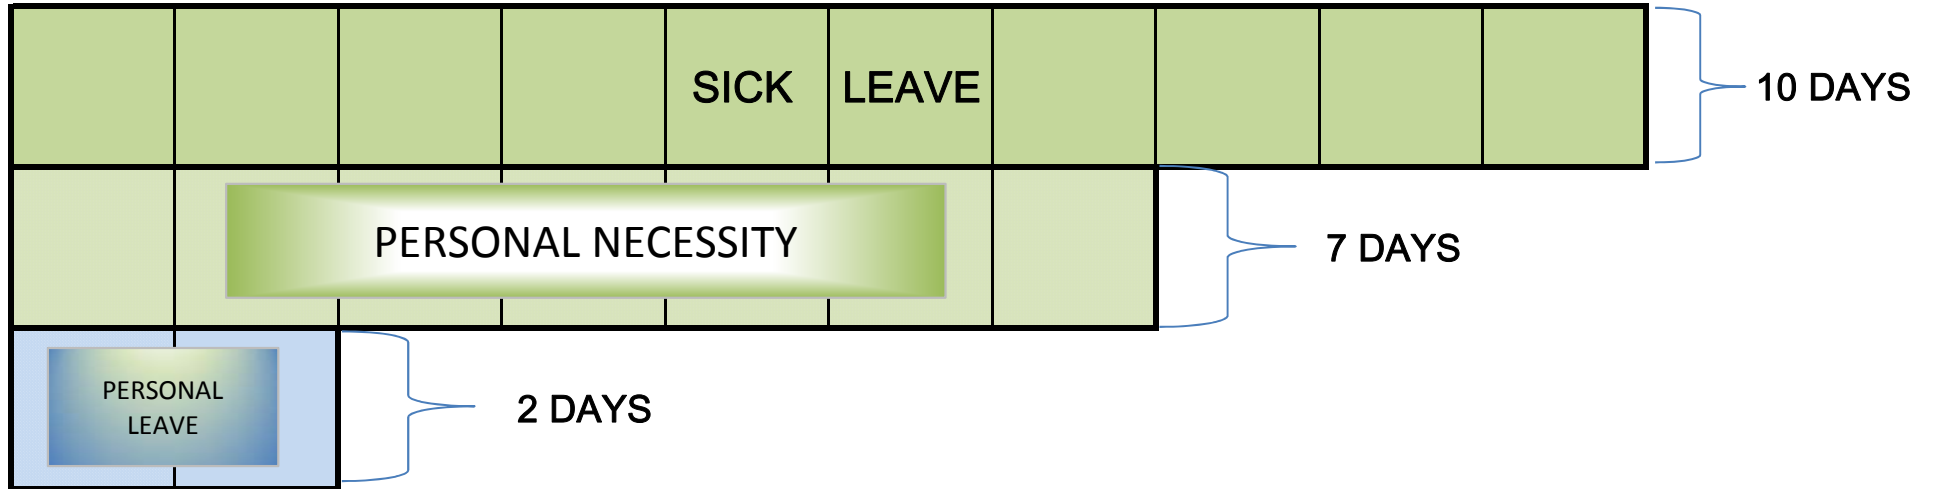 SICK LEAVE
10 DAYS
PERSONAL NECESSITY
7 DAYS
PERSONAL
LEAVE
2 DAYS